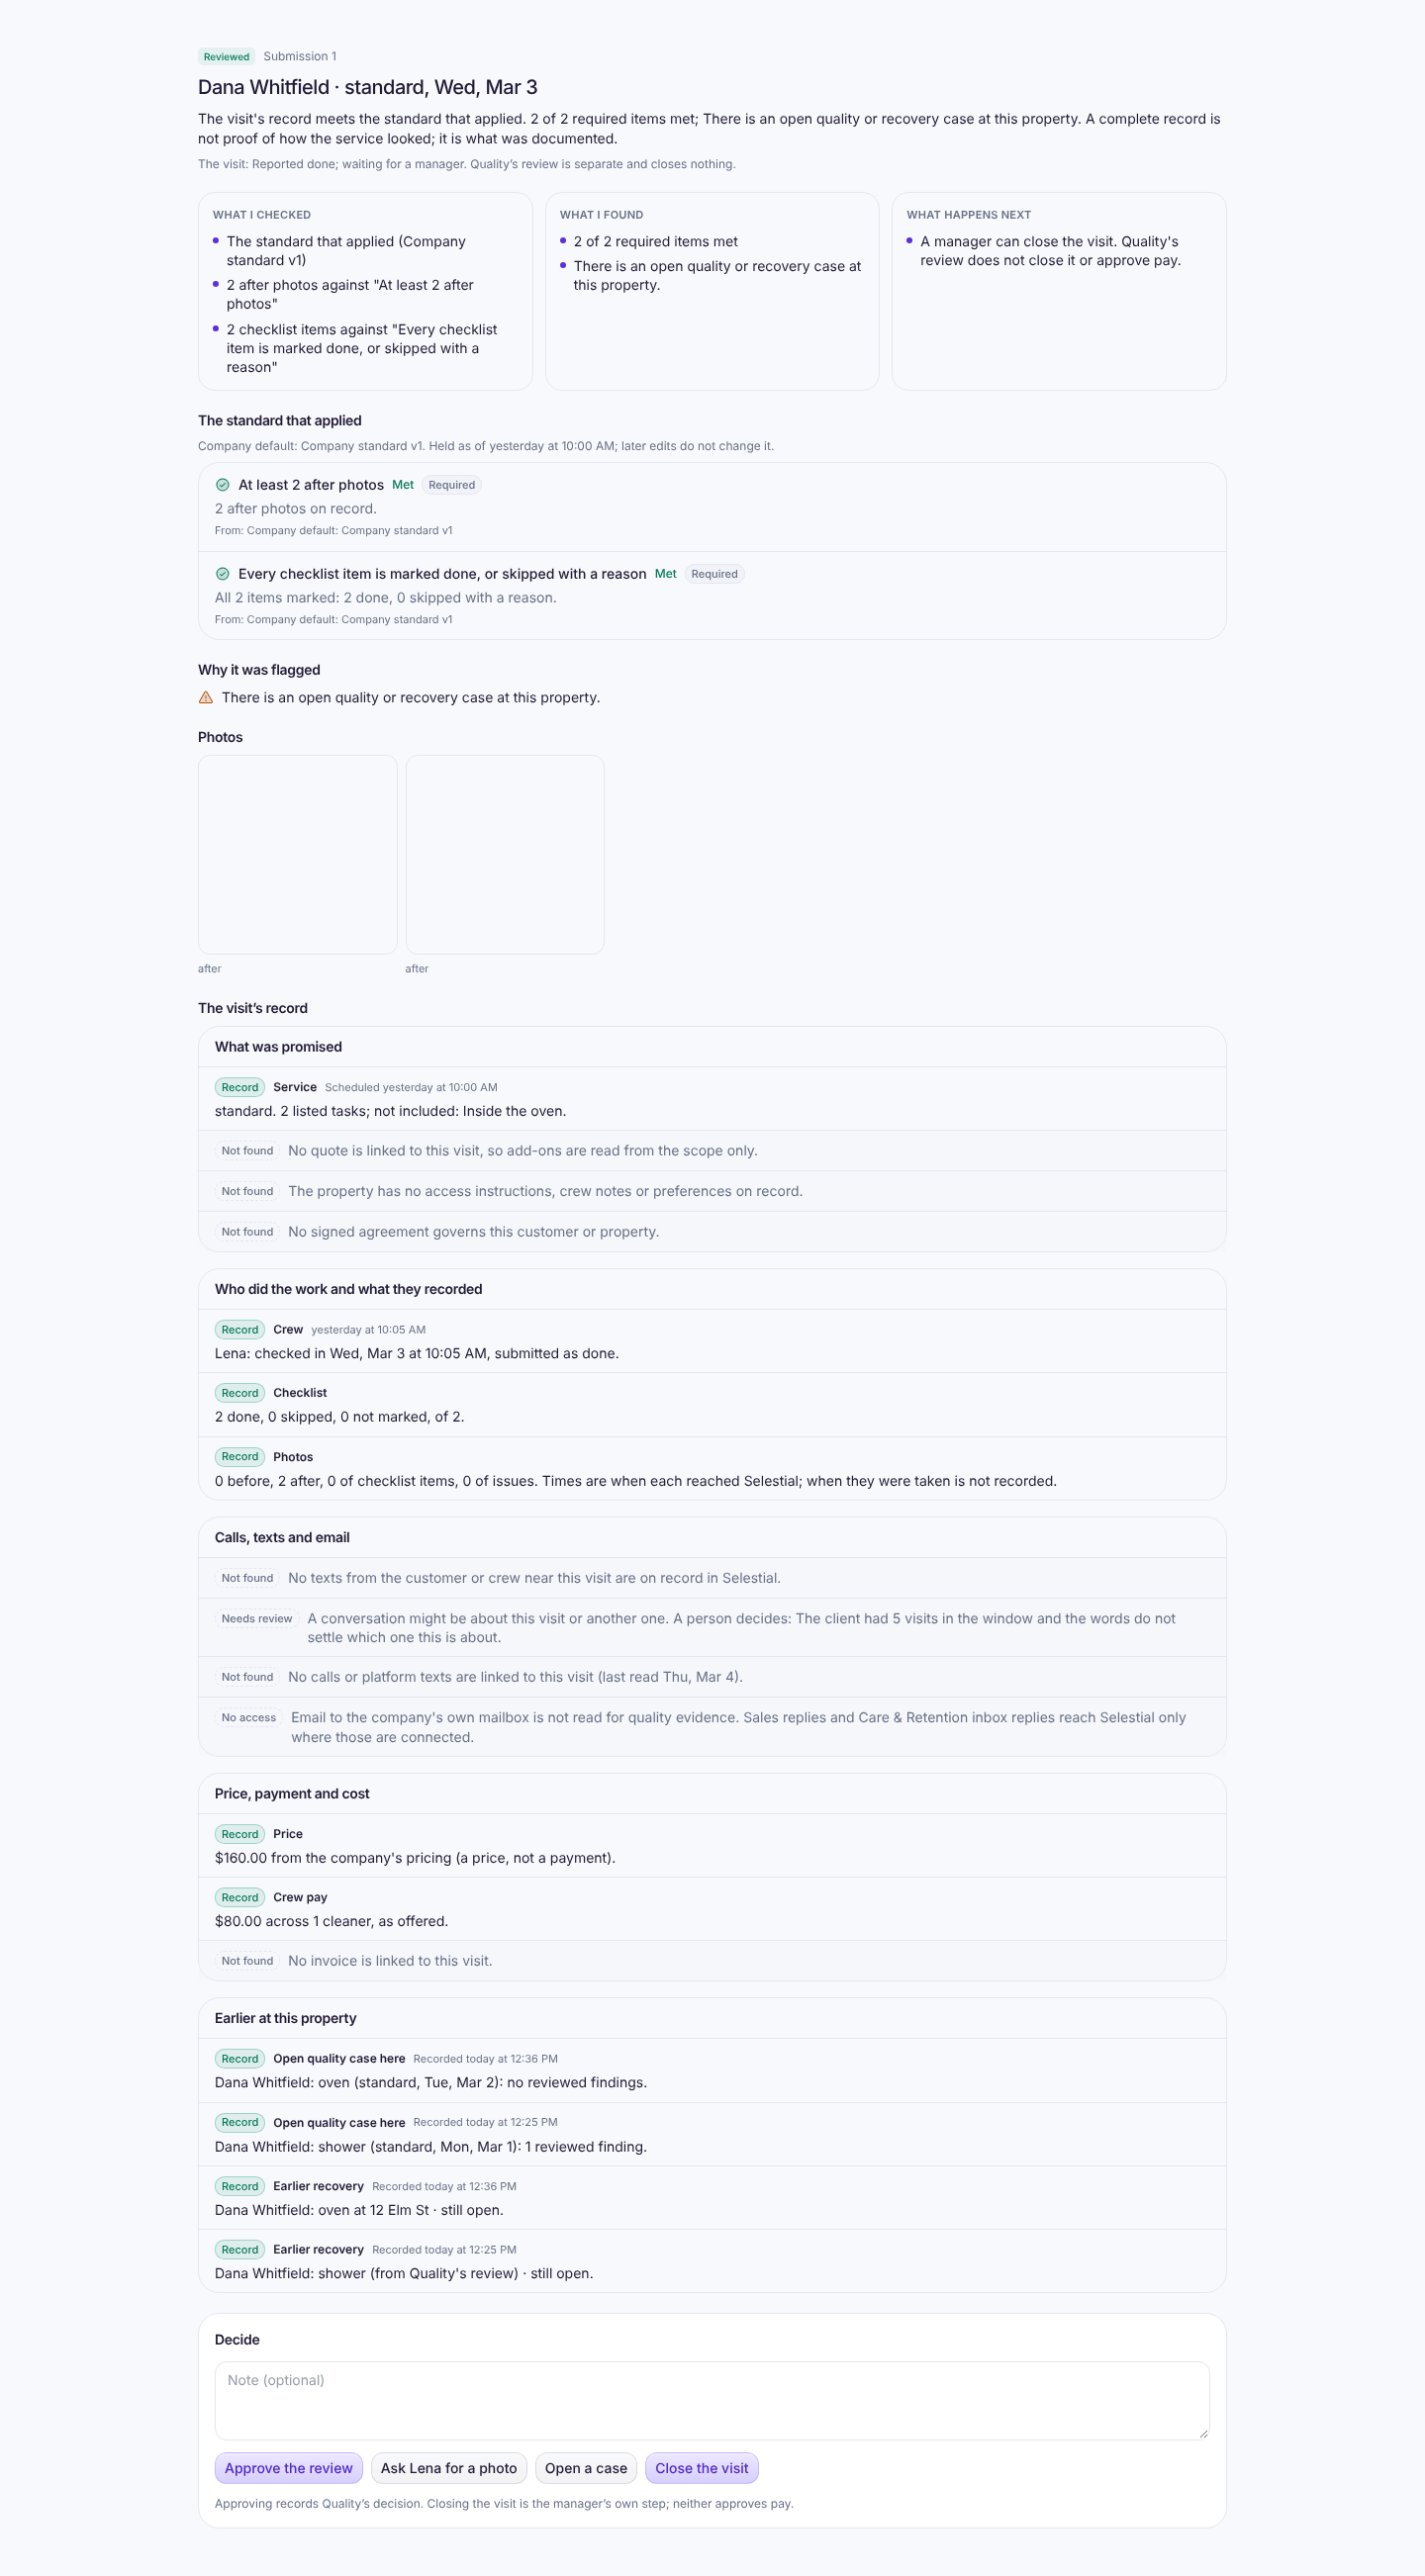 Reviewed Submission 1
Dana Whitfield · standard, Wed, Mar 3
The visit's record meets the standard that applied. 2 of 2 required items met; There is an open quality or recovery case at this property. A complete record is
not proof of how the service looked; it is what was documented.
The visit: Reported done; waiting for a manager. Quality’s review is separate and closes nothing.
WHAT I CHECKED
The standard that applied (Company
standard v1)
2 after photos against "At least 2 after
photos"
2 checklist items against "Every checklist
item is marked done, or skipped with a
reason"
WHAT I FOUND
2 of 2 required items met
There is an open quality or recovery case at
this property.
WHAT HAPPENS NEXT
A manager can close the visit. Quality's
review does not close it or approve pay.
The standard that applied
Company default: Company standard v1. Held as of yesterday at 10:00 AM; later edits do not change it.
At least 2 after photos Met Required
2 after photos on record.
From: Company default: Company standard v1
Every checklist item is marked done, or skipped with a reason Met Required
All 2 items marked: 2 done, 0 skipped with a reason.
From: Company default: Company standard v1
Why it was flagged
There is an open quality or recovery case at this property.
Photos
after after
The visit’s record
What was promised
Record Service Scheduled yesterday at 10:00 AM
standard. 2 listed tasks; not included: Inside the oven.
Not found No quote is linked to this visit, so add-ons are read from the scope only.
Not found The property has no access instructions, crew notes or preferences on record.
Not found No signed agreement governs this customer or property.
Who did the work and what they recorded
Record Crew yesterday at 10:05 AM
Lena: checked in Wed, Mar 3 at 10:05 AM, submitted as done.
Record Checklist
2 done, 0 skipped, 0 not marked, of 2.
Record Photos
0 before, 2 after, 0 of checklist items, 0 of issues. Times are when each reached Selestial; when they were taken is not recorded.
Calls, texts and email
Not found No texts from the customer or crew near this visit are on record in Selestial.
Needs review A conversation might be about this visit or another one. A person decides: The client had 5 visits in the window and the words do not
settle which one this is about.
Not found No calls or platform texts are linked to this visit (last read Thu, Mar 4).
No access Email to the company's own mailbox is not read for quality evidence. Sales replies and Care & Retention inbox replies reach Selestial only
where those are connected.
Price, payment and cost
Record Price
$160.00 from the company's pricing (a price, not a payment).
Record Crew pay
$80.00 across 1 cleaner, as offered.
Not found No invoice is linked to this visit.
Earlier at this property
Record Open quality case here Recorded today at 12:36 PM
Dana Whitfield: oven (standard, Tue, Mar 2): no reviewed findings.
Record Open quality case here Recorded today at 12:25 PM
Dana Whitfield: shower (standard, Mon, Mar 1): 1 reviewed finding.
Record Earlier recovery Recorded today at 12:36 PM
Dana Whitfield: oven at 12 Elm St · still open.
Record Earlier recovery Recorded today at 12:25 PM
Dana Whitfield: shower (from Quality's review) · still open.
Decide
Note (optional)
Approve the review Ask Lena for a photo Open a case Close the visit
Approving records Quality’s decision. Closing the visit is the manager’s own step; neither approves pay.